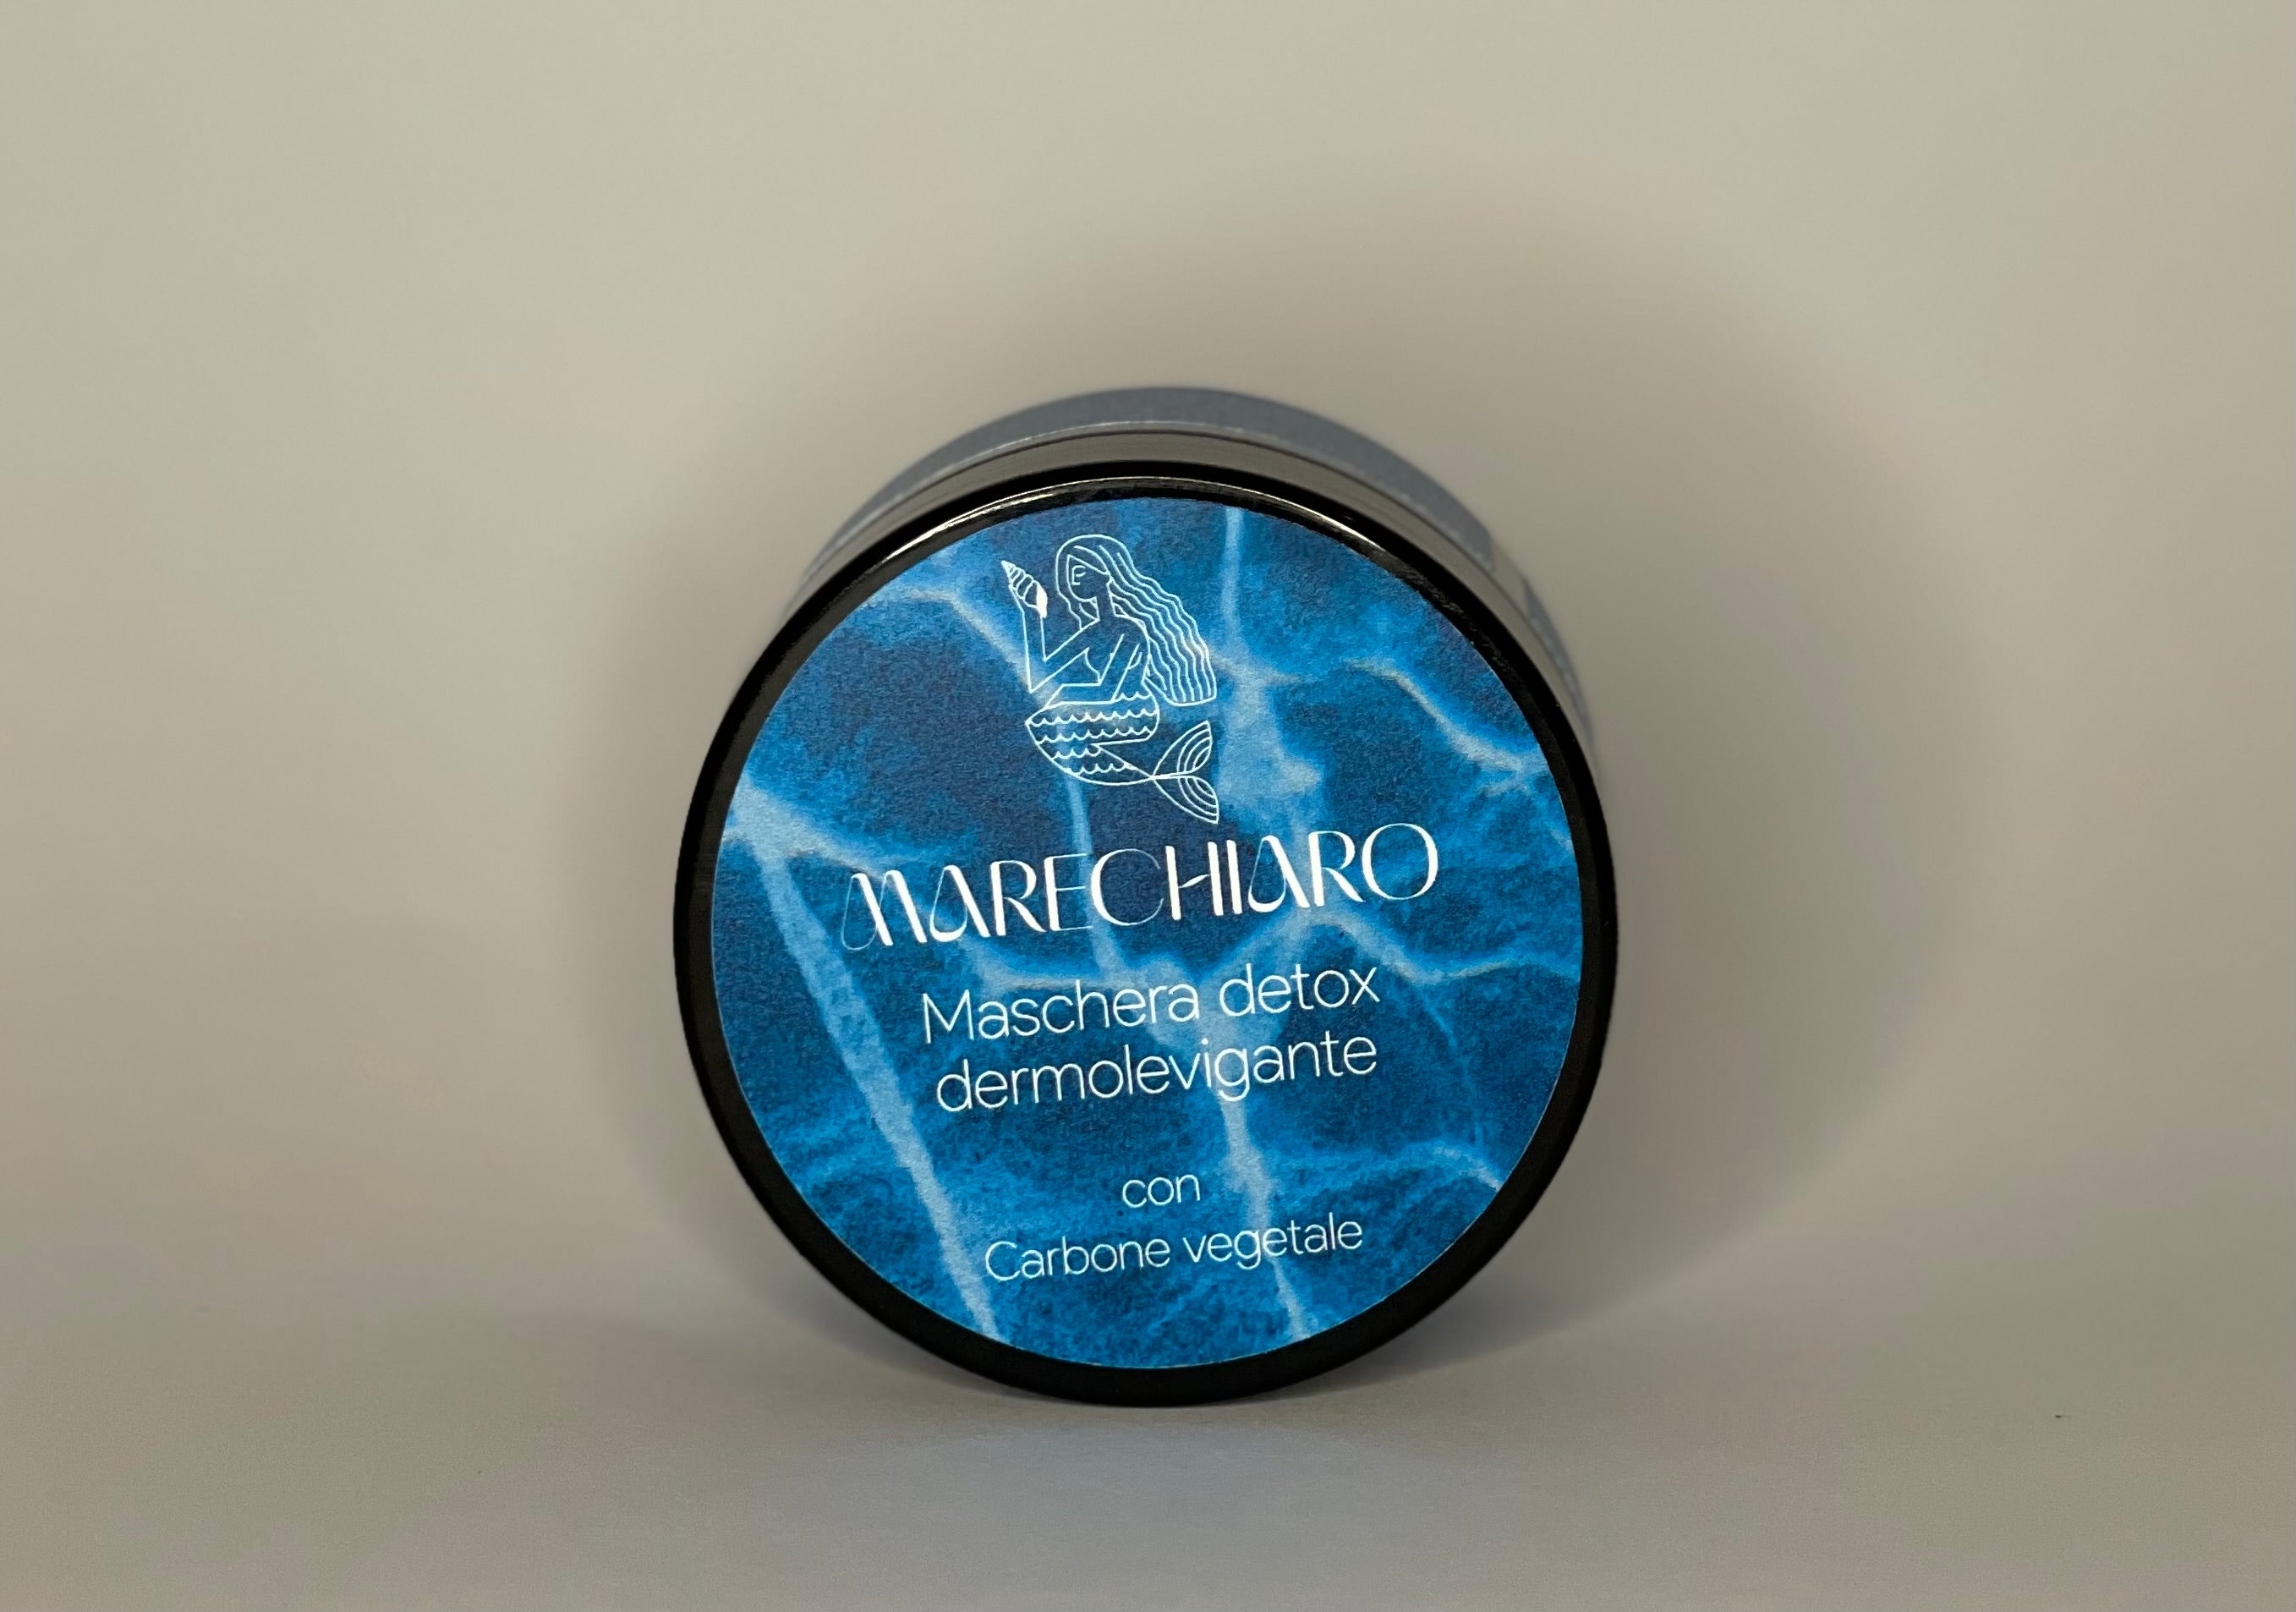 MARECHIARO
Maschera detox
dermolevigante
con
Carbone vegetale